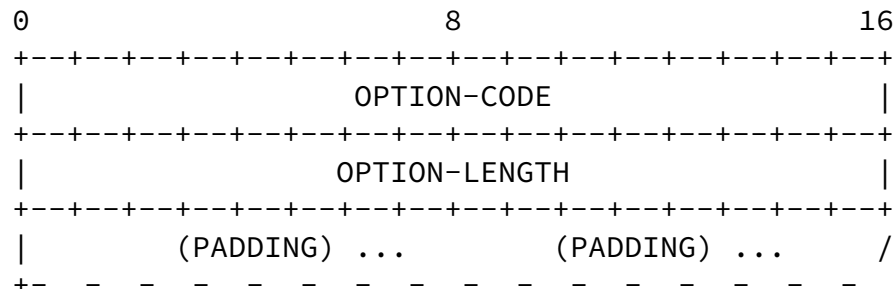 0                       8                      16
+--+--+--+--+--+--+--+--+--+--+--+--+--+--+--+--+
|                  OPTION-CODE                  |
+--+--+--+--+--+--+--+--+--+--+--+--+--+--+--+--+
|                 OPTION-LENGTH                 |
+--+--+--+--+--+--+--+--+--+--+--+--+--+--+--+--+
|        (PADDING) ...        (PADDING) ...     /
+-  -  -  -  -  -  -  -  -  -  -  -  -  -  -  -